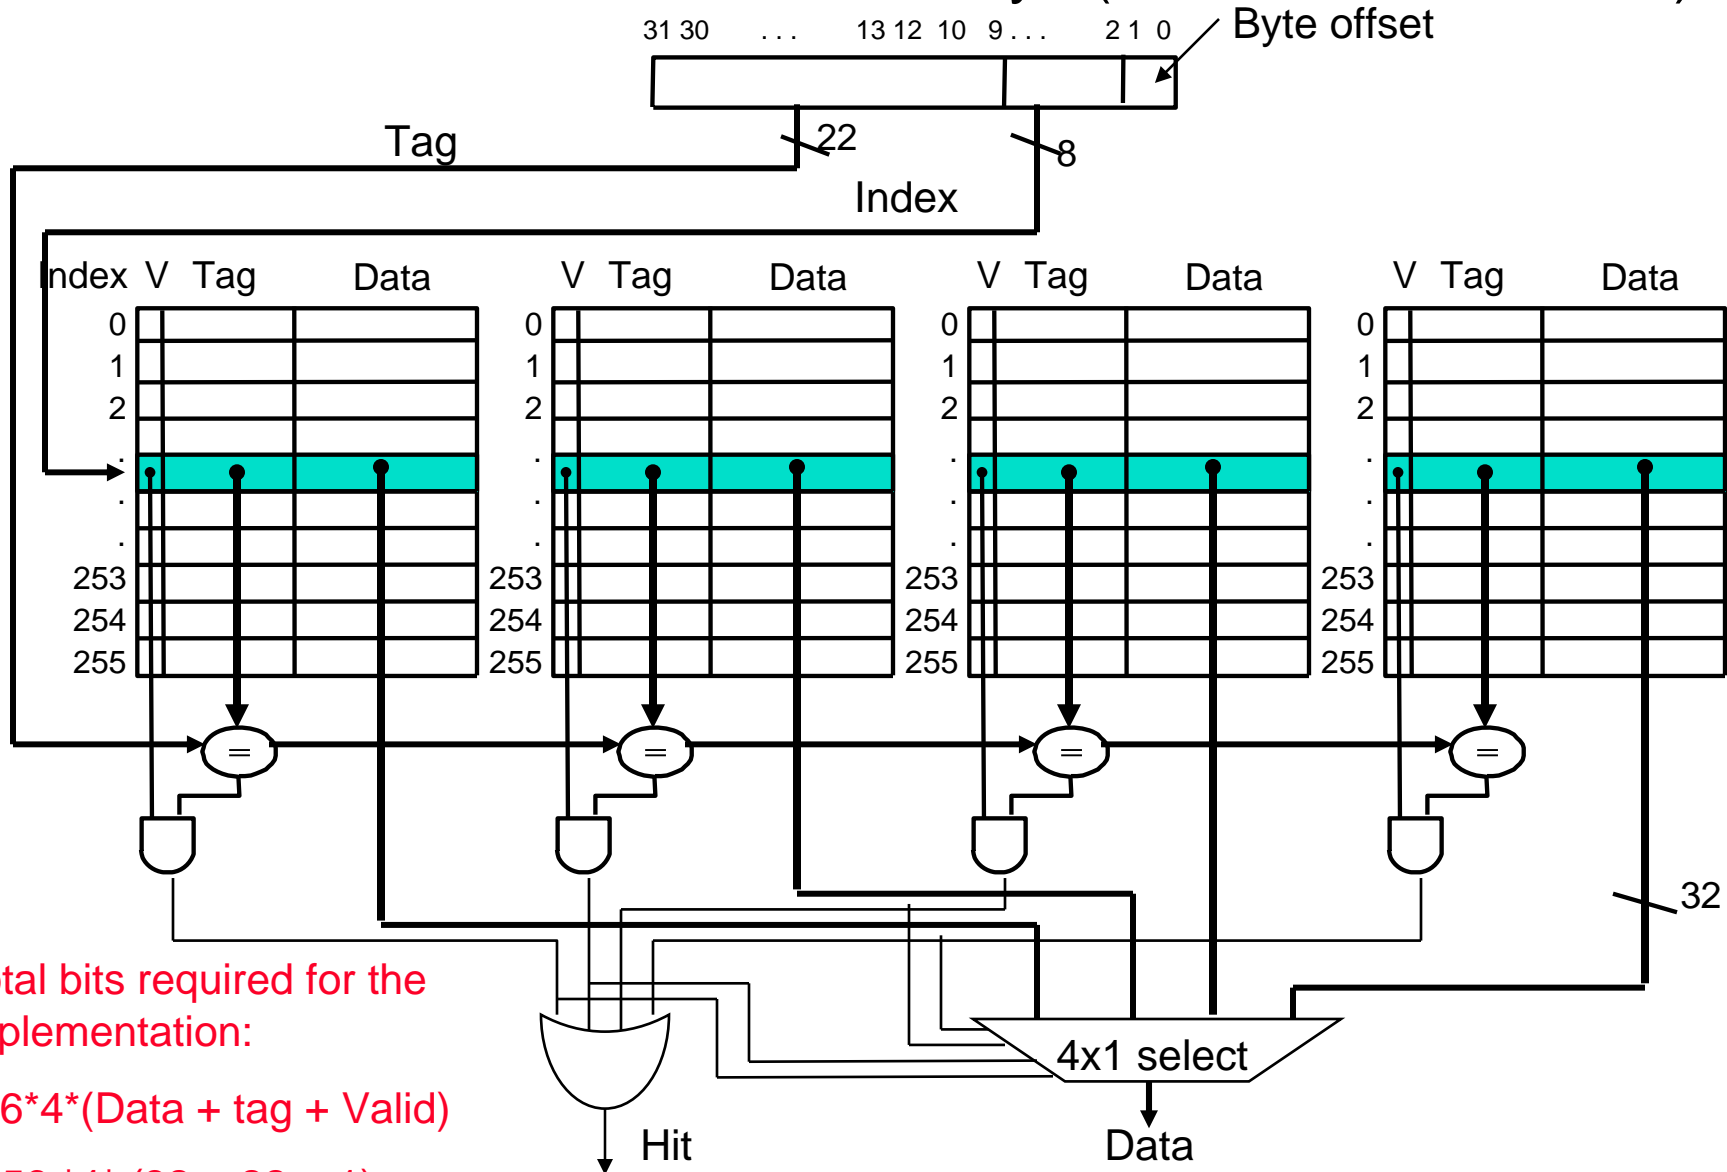 31 30 ... 13 12 10 9 ... 2 1 0
Byte offset
22
8
Tag
Index
Index V Tag Data V Tag Data V Tag Data V Tag Data
0 0 0 0
1 1 1 1
2 2 2 2
. . . .
. . . .
. . . .
253 253 253 253
254 254 254 254
255 255 255 255
= = = =
32
otal bits required for the
plementation:
6*4*(Data + tag + Valid)
4x1 select
Hit
Data